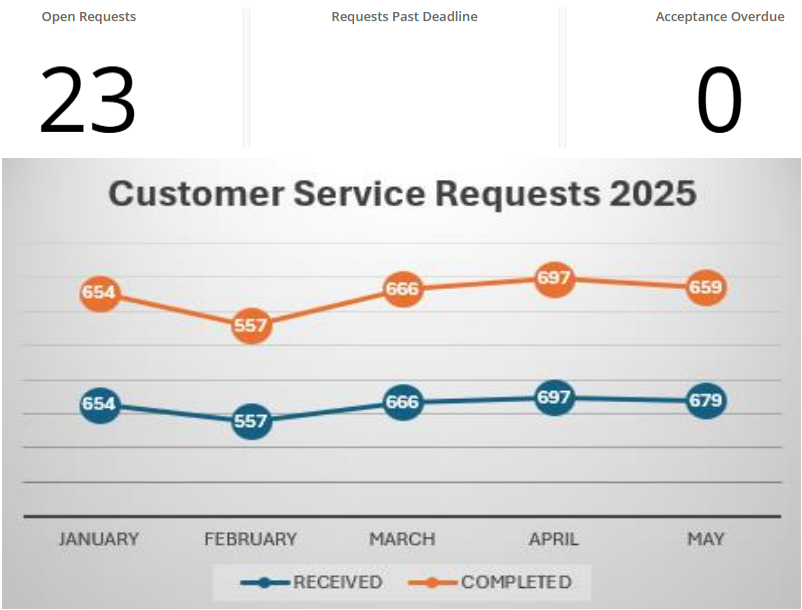 Open Requests
Requests Past Deadline
Acceptance Overdue
23
0
Customer Service Requests 2025
654
557
666
697
659
654
557
666
697
679
JANUARY FEBRUARY MARCH APRIL MAY
RECEIVED COMPLETED